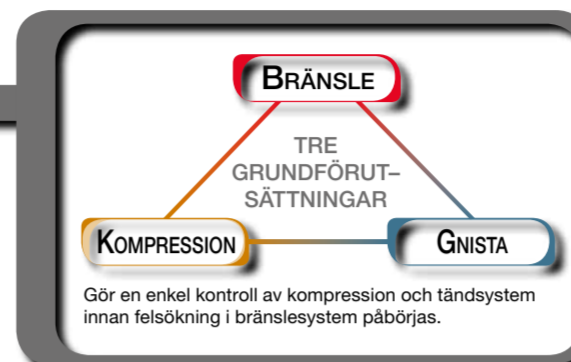 BRÄNSLE
TRE
GRUNDFÖRUT–
SÄTTNINGAR
KOMPRESSION
GNISTA
Gör en enkel kontroll av kompression och tändsystem
innan felsökning i bränslesystem påbörjas.